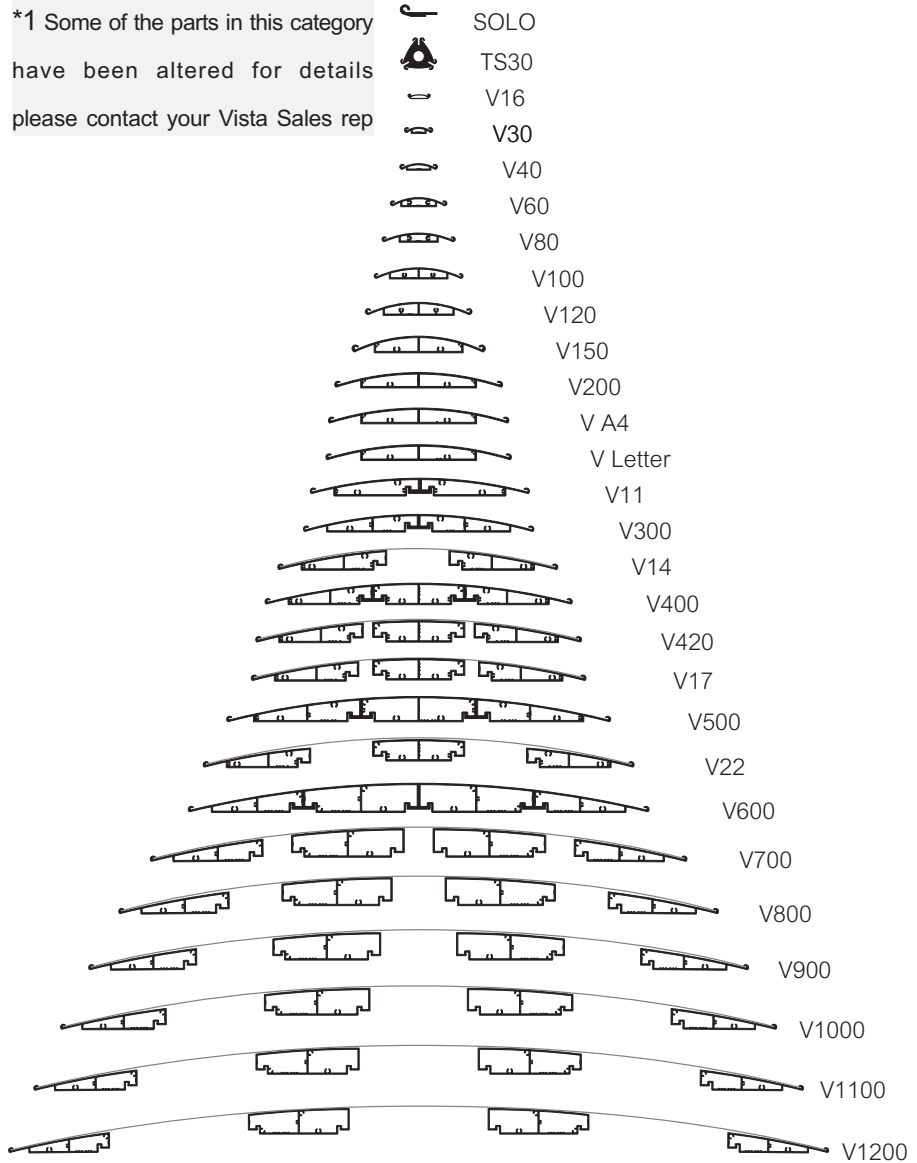 *1 Some of the parts in this category
have been altered for details
please contact your Vista Sales rep
SOLO
TS30
V16
V30
V40
V60
V80
V100
V120
V150
V200
V A4
V Letter
V11
V300
V14
V400
V420
V17
V500
V22
V600
V700
V800
V900
V1000
V1100
V1200